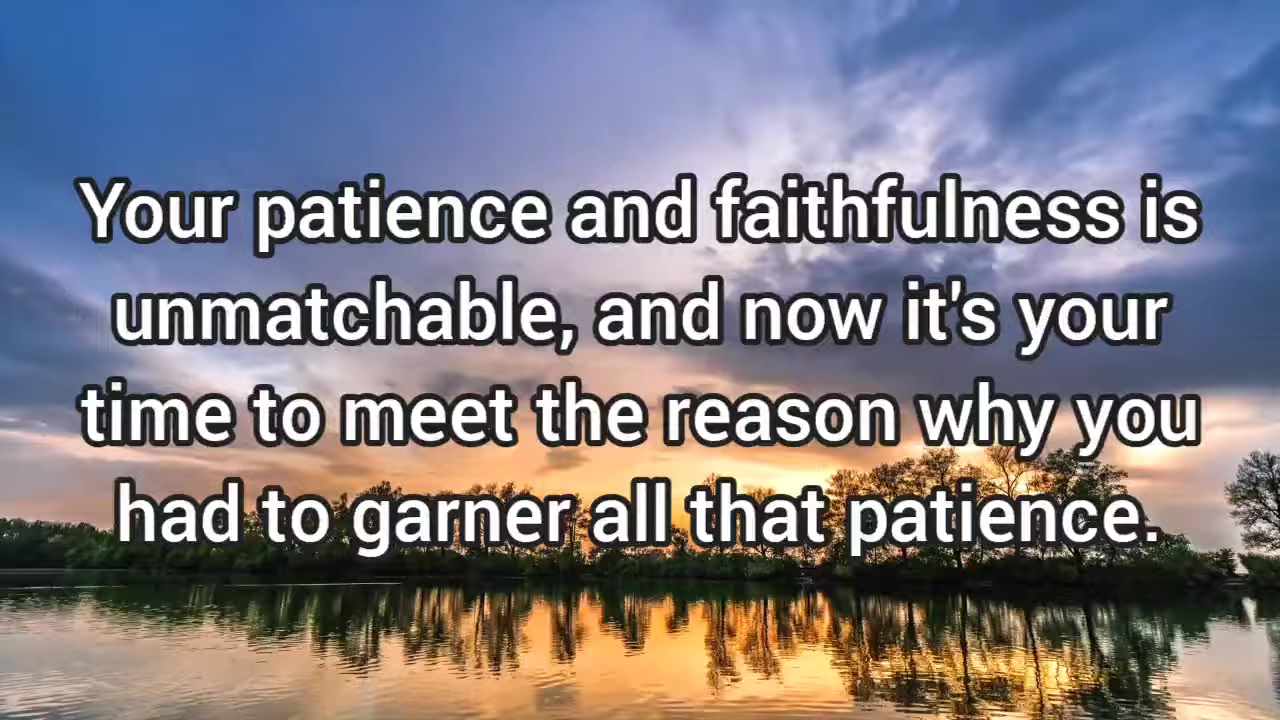 Your patience and faithfulness is
unmatchable, and now it's your
time to meet the reason why you
had to garner all that patience.